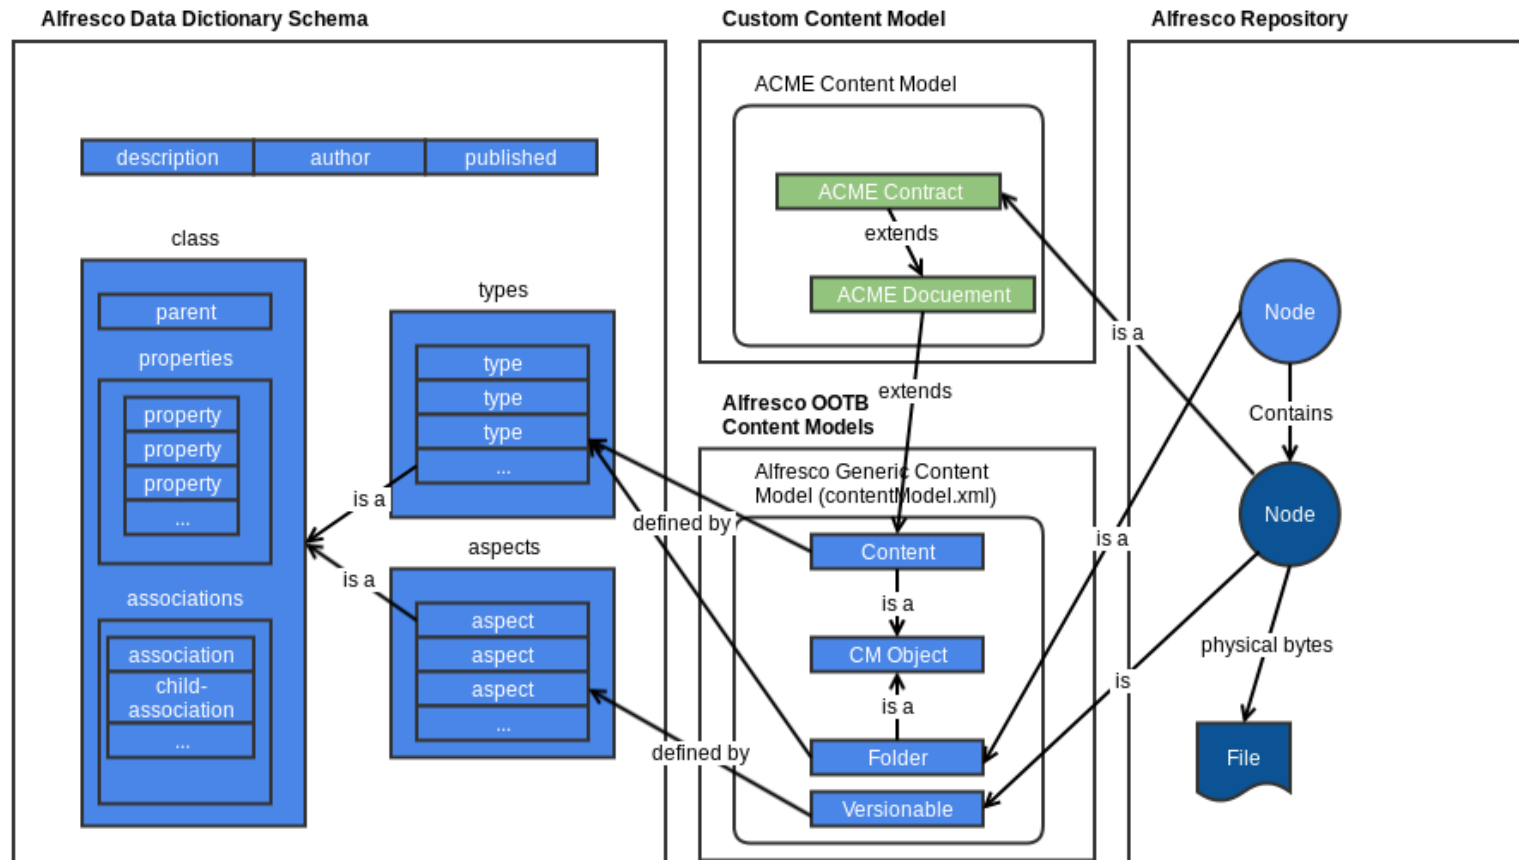 Alfresco Data Dictionary Schema
description author published
class
parent
properties
property
property
property
...
associations
association
child-
association
...
types
type
type
type
...
is a
aspects
is a
aspect
aspect
aspect
...
defined by
defined by
Custom Content Model
ACME Content Model
ACME Contract
extends
ACME Docuement
extends
Alfresco OOTB
Content Models
Alfresco Generic Content
Model (contentModel.xml)
Content
is a
CM Object
is a
Folder
Versionable
Alfresco Repository
is a
is a
is
Node
Contains
Node
physical bytes
File